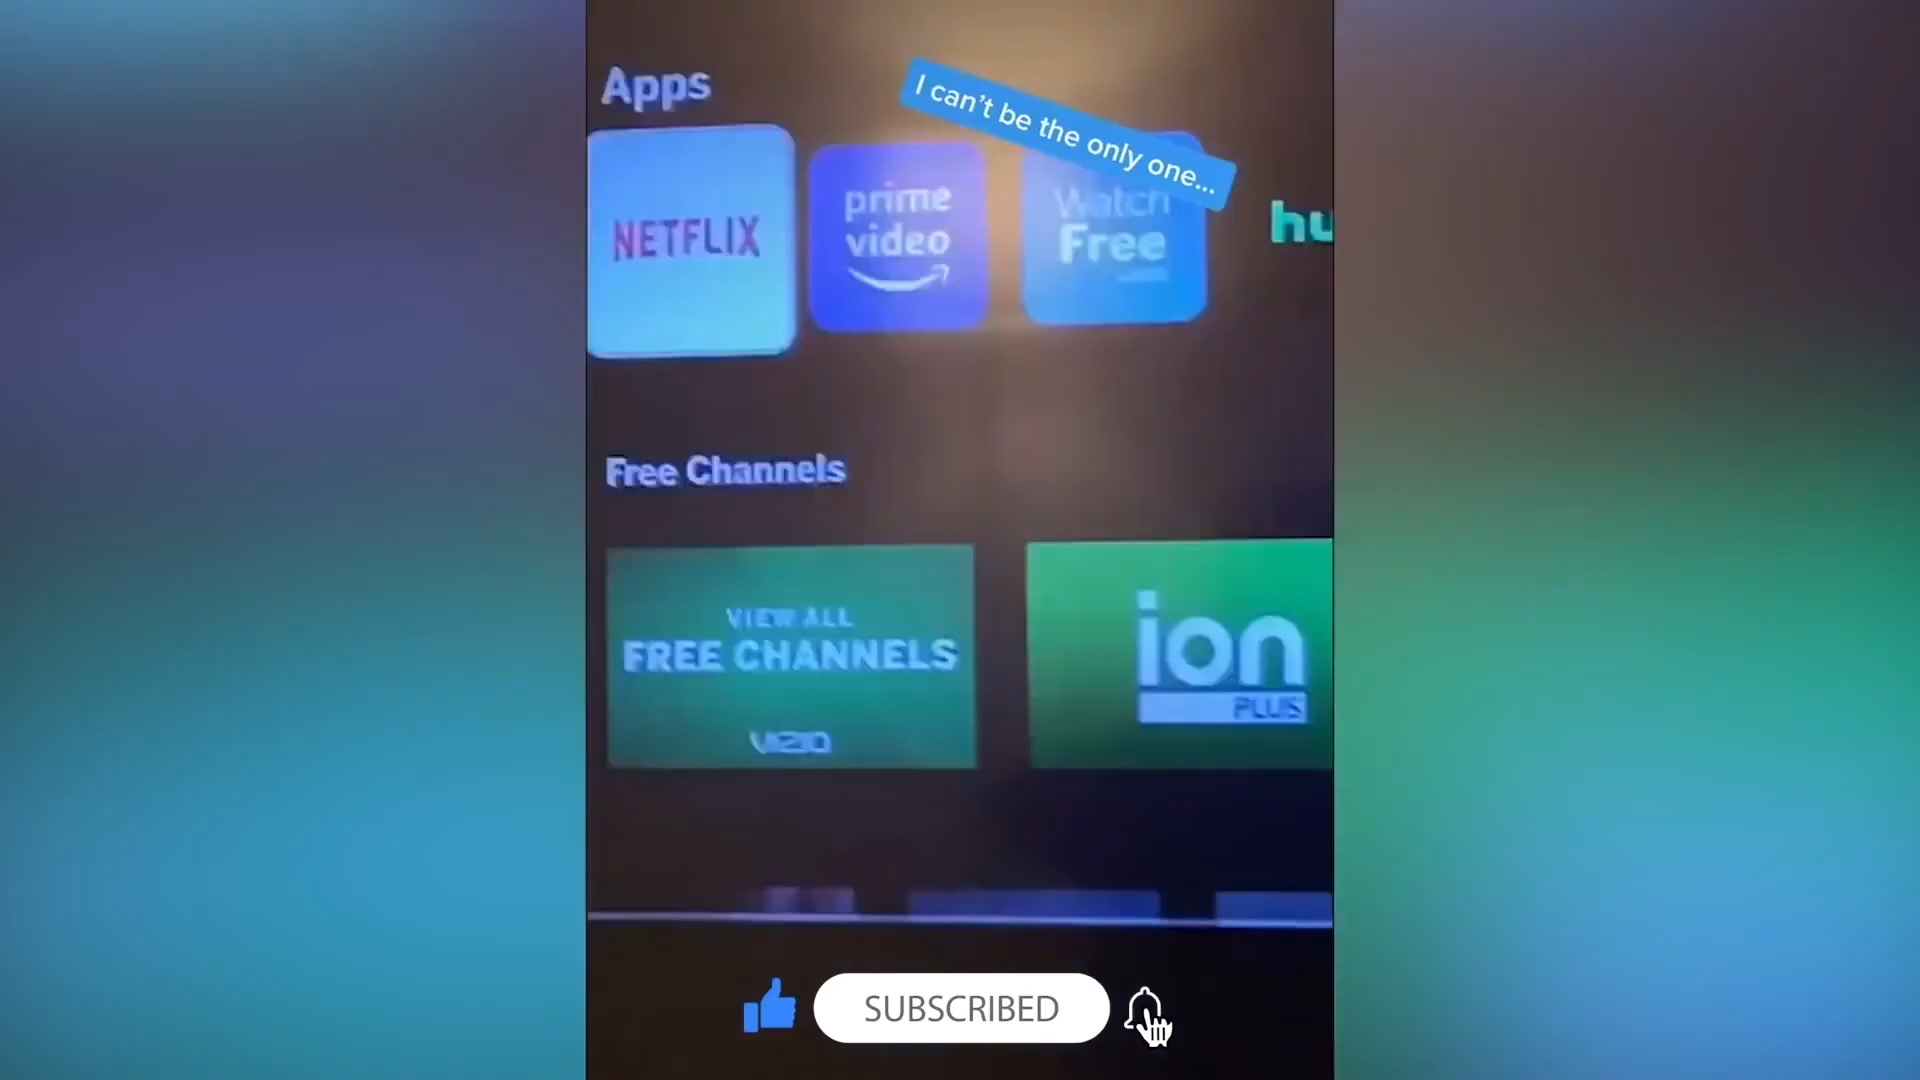 Apps
I can't be the only one...
NETFLIX
prime
video
Watch
Free
hu
Free Channels
VIEW ALL
FREE CHANNELS
VIZIO
ion
PLUS
SUBSCRIBED